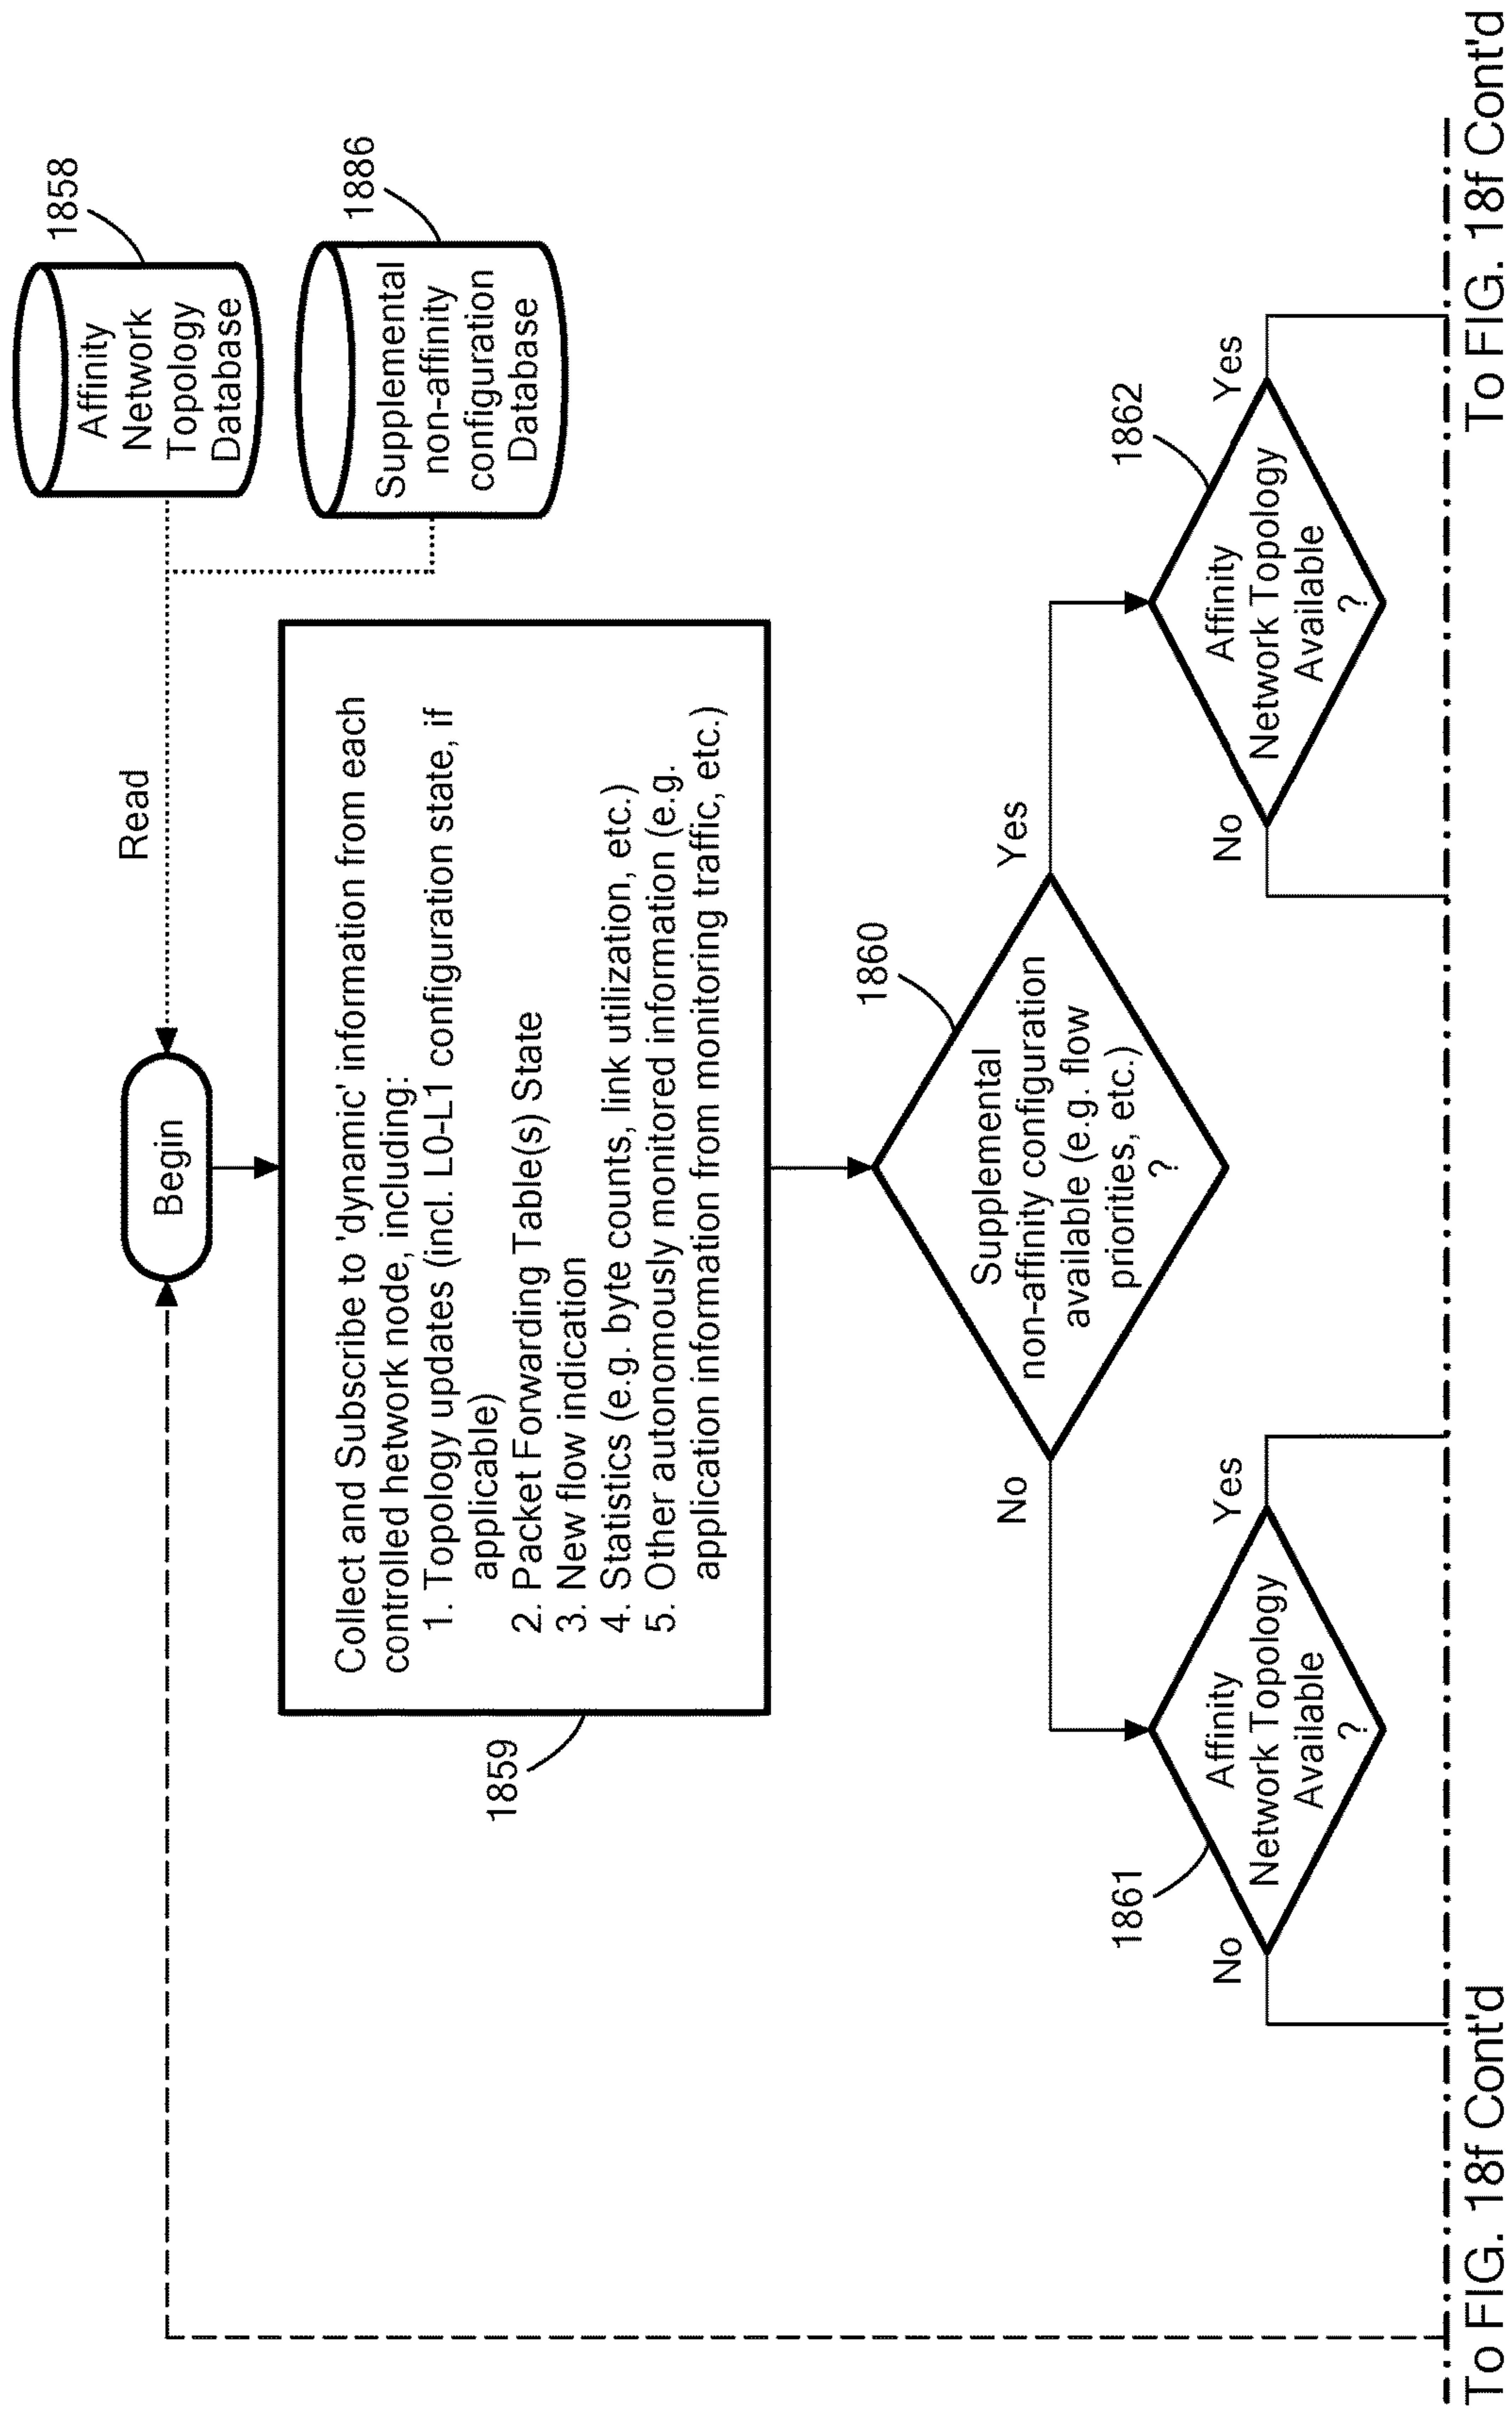 1858
Affinity
Network
Topology
Database
1886
Supplemental
non-affinity
configuration
Database
Read
Begin
Collect and Subscribe to 'dynamic' information from each
controlled network node, including:
1. Topology updates (incl. L0-L1 configuration state, if
applicable)
2. Packet Forwarding Table(s) State
3. New flow indication
4. Statistics (e.g. byte counts, link utilization, etc.)
5. Other autonomously monitored information (e.g.
application information from monitoring traffic, etc.)
1859
1860
Supplemental
non-affinity configuration
available (e.g. flow
priorities, etc.)
?
No
Yes
1861
Affinity
Network Topology
Available
?
No
Yes
1862
Affinity
Network Topology
Available
?
No
Yes
To FIG. 18f Cont'd
To FIG. 18f Cont'd